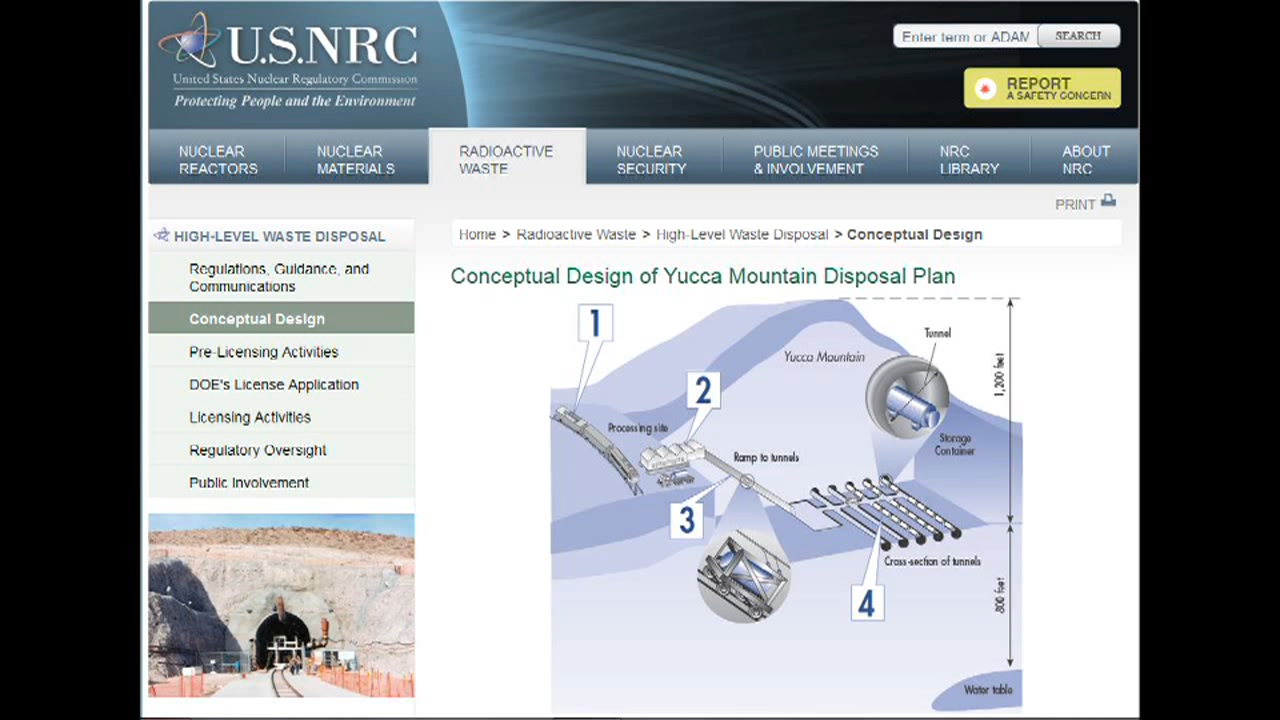 U.S.NRC
United States Nuclear Regulatory Commission
Protecting People and the Environment
Enter term or ADAM
SEARCH
REPORT
A SAFETY CONCERN
NUCLEAR
REACTORS
NUCLEAR
MATERIALS
RADIOACTIVE
WASTE
NUCLEAR
SECURITY
PUBLIC MEETINGS
& INVOLVEMENT
NRC
LIBRARY
ABOUT
NRC
PRINT
HIGH-LEVEL WASTE DISPOSAL
Regulations, Guidance, and
Communications
Conceptual Design
Pre-Licensing Activities
DOE's License Application
Licensing Activities
Regulatory Oversight
Public Involvement
Home > Radioactive Waste > High-Level Waste Disposal > Conceptual Design
Conceptual Design of Yucca Mountain Disposal Plan
1
Tunnel
Yucca Mountain
1,200 feet
2
Processing site
Storage
Container
Ramp to tunnels
3
Cross-section of tunnels
4
800 feet
Water table